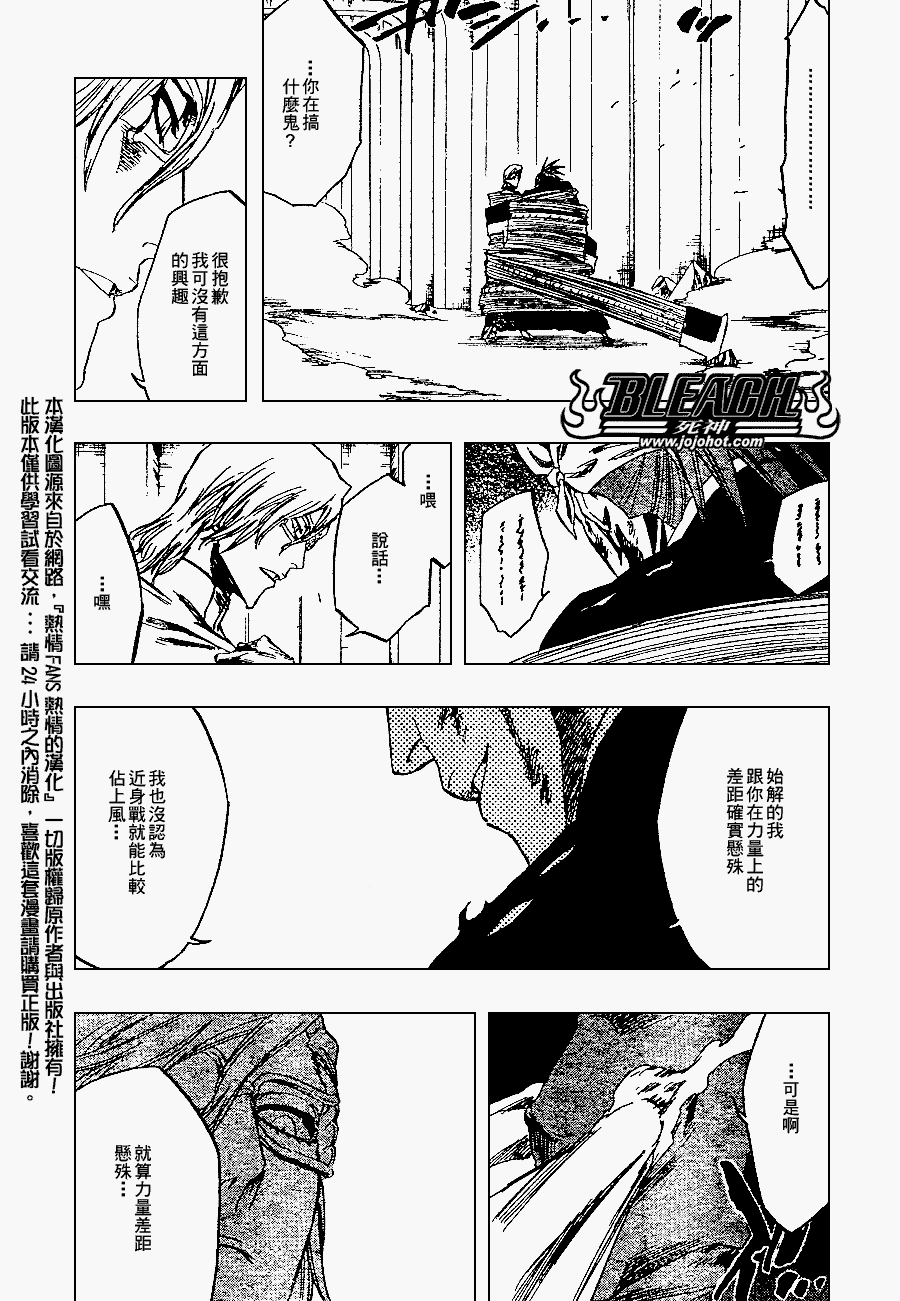 …………………
…你在搞
什麼鬼？
很抱歉
我可沒有這方面
的興趣
BLEACH
死神
www.jojohot.com
…喂
說話…
…嘿
始解的我
跟你在力量上的
差距確實懸殊
我也沒認為
近身戰就能比較
佔上風…
…可是啊
就算力量差距
懸殊…
本漢化圖源來自於網路，『熱情FANS熱情的漢化』一切版權歸原作者與出版社擁有！
此版本僅供學習試看交流…請24小時之內消除，喜歡這套漫畫請購買正版！謝謝。